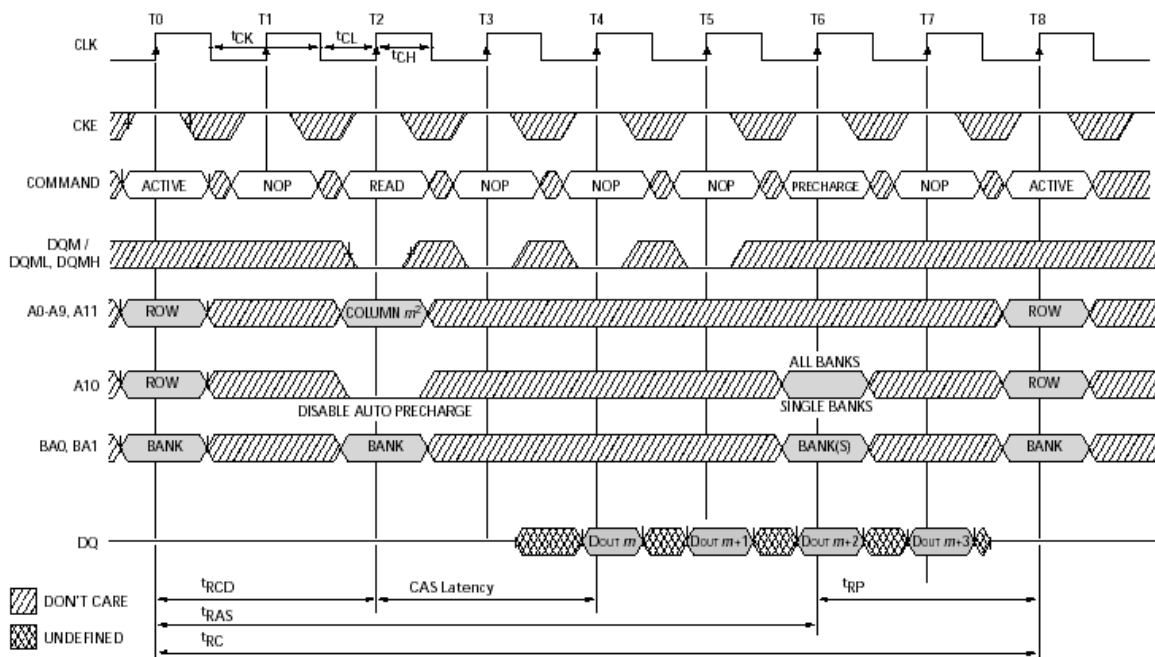 T0 T1 T2 T3 T4 T5 T6 T7 T8
CLK
tCK tCL
tCH
CKE
COMMAND ACTIVE NOP READ NOP NOP NOP PRECHARGE NOP ACTIVE
DQM /
DQML, DQMH
A0-A9, A11 ROW COLUMN m2 ROW
ALL BANKS
A10 ROW ROW
DISABLE AUTO PRECHARGE SINGLE BANKS
BA0, BA1 BANK BANK BANK(S) BANK
DQ DOUT m DOUT m+1 DOUT m+2 DOUT m+3
tRCD CAS Latency tRP
DON'T CARE
tRAS
UNDEFINED
tRC